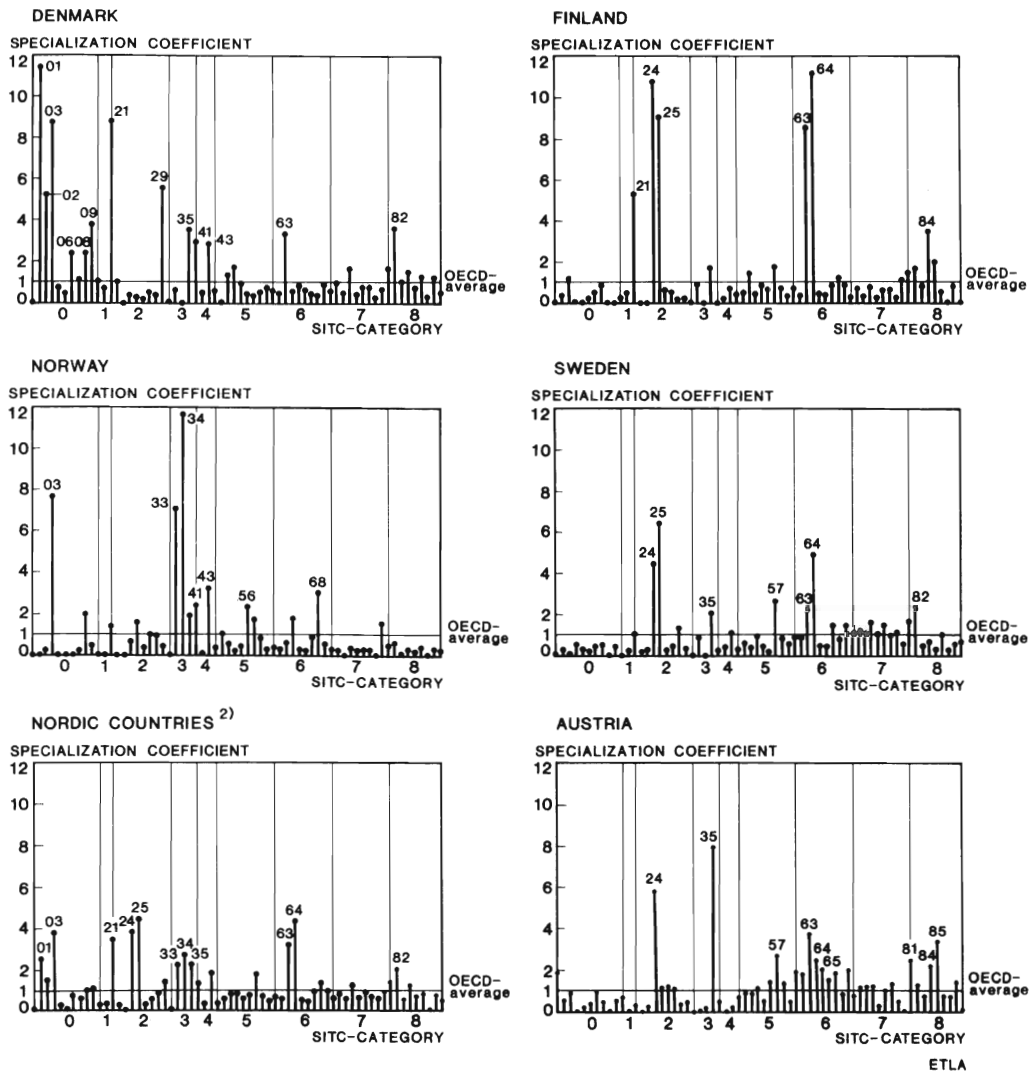 DENMARK
SPECIALIZATION COEFFICIENT
12
10
8
6
4
2
1
0
01
03
02
06 08
09
21
29
35
41
43
63
82
OECD-
average
0 1 2 3 4 5 6 7 8
SITC-CATEGORY
FINLAND
SPECIALIZATION COEFFICIENT
12
10
8
6
4
2
1
0
21
24
25
63
64
84
OECD-
average
0 1 2 3 4 5 6 7 8
SITC-CATEGORY
NORWAY
SPECIALIZATION COEFFICIENT
12
10
8
6
4
2
1
0
03
33
34
41
43
56
68
OECD-
average
0 1 2 3 4 5 6 7 8
SITC-CATEGORY
SWEDEN
SPECIALIZATION COEFFICIENT
12
10
8
6
4
2
1
0
24
25
35
57
63
64
82
OECD-
average
0 1 2 3 4 5 6 7 8
SITC-CATEGORY
NORDIC COUNTRIES 2)
SPECIALIZATION COEFFICIENT
12
10
8
6
4
2
1
0
01
03
21
24
25
33
34
35
63
64
82
OECD-
average
0 1 2 3 4 5 6 7 8
SITC-CATEGORY
AUSTRIA
SPECIALIZATION COEFFICIENT
12
10
8
6
4
2
1
0
24
35
57
63
64
65
81
84
85
OECD-
average
0 1 2 3 4 5 6 7 8
SITC-CATEGORY
ETLA